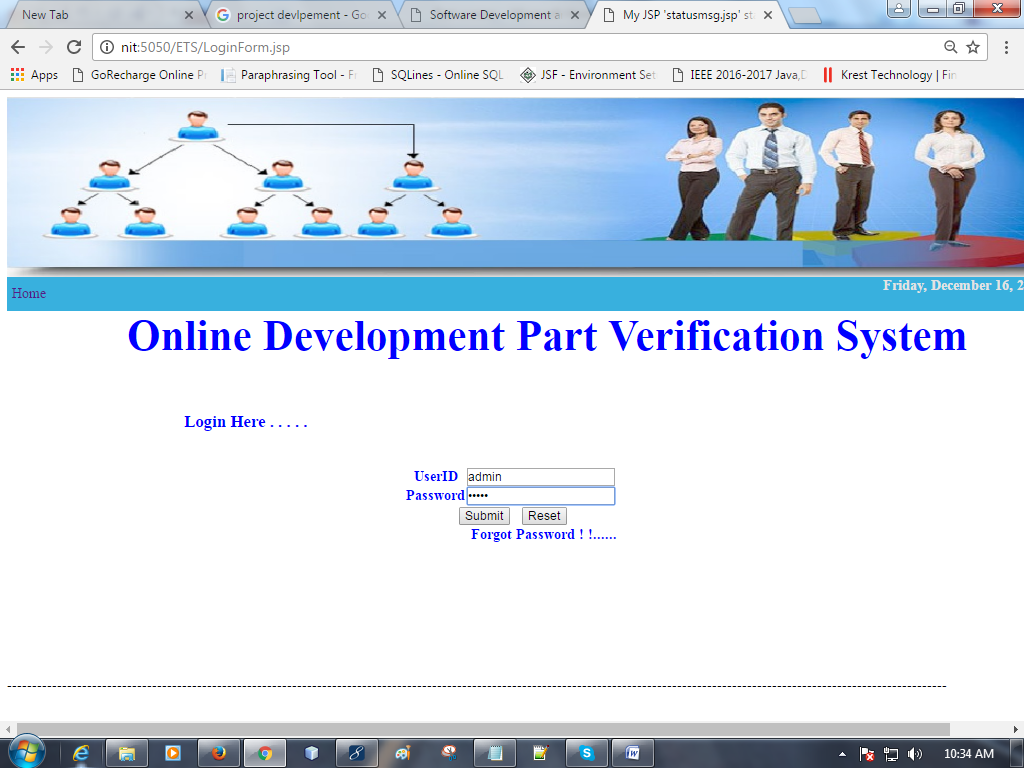 New Tab
project devlpement - Go
Software Development a
My JSP 'statusmsg.jsp' st
nit:5050/ETS/LoginForm.jsp
Apps
GoRecharge Online P
Paraphrasing Tool - F
SQLines - Online SQL
JSF - Environment Set
IEEE 2016-2017 Java,D
Krest Technology | Fin
Home
Friday, December 16, 2
Online Development Part Verification System
Login Here . . . . .
UserID admin
Password •••••
Submit Reset
Forgot Password ! !......
10:34 AM